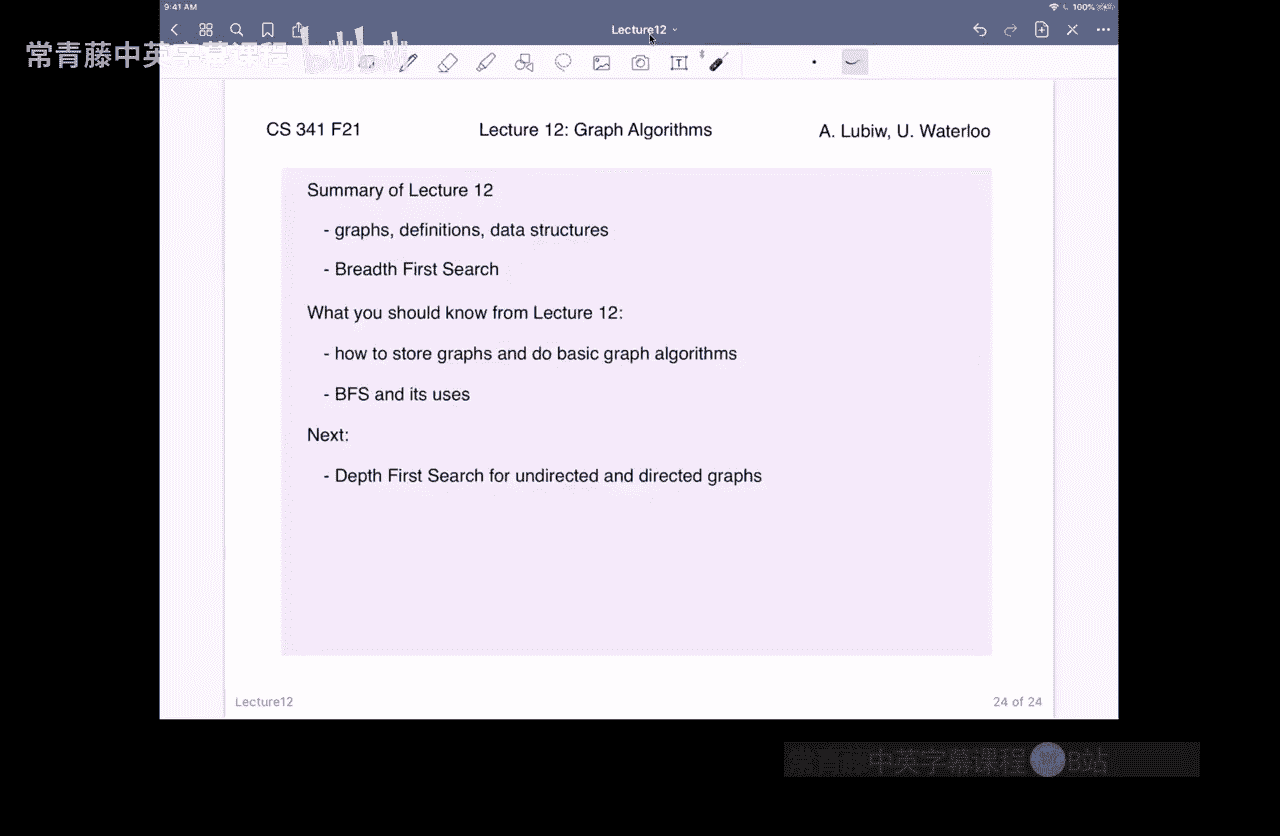 9:41 AM
100%
Lecture12
常青藤中英字幕课程
bilibili
T
CS 341 F21
Lecture 12: Graph Algorithms
A. Lubiw, U. Waterloo
Summary of Lecture 12
- graphs, definitions, data structures
- Breadth First Search
What you should know from Lecture 12:
- how to store graphs and do basic graph algorithms
- BFS and its uses
Next:
- Depth First Search for undirected and directed graphs
Lecture12
24 of 24
中英字幕课程
B站